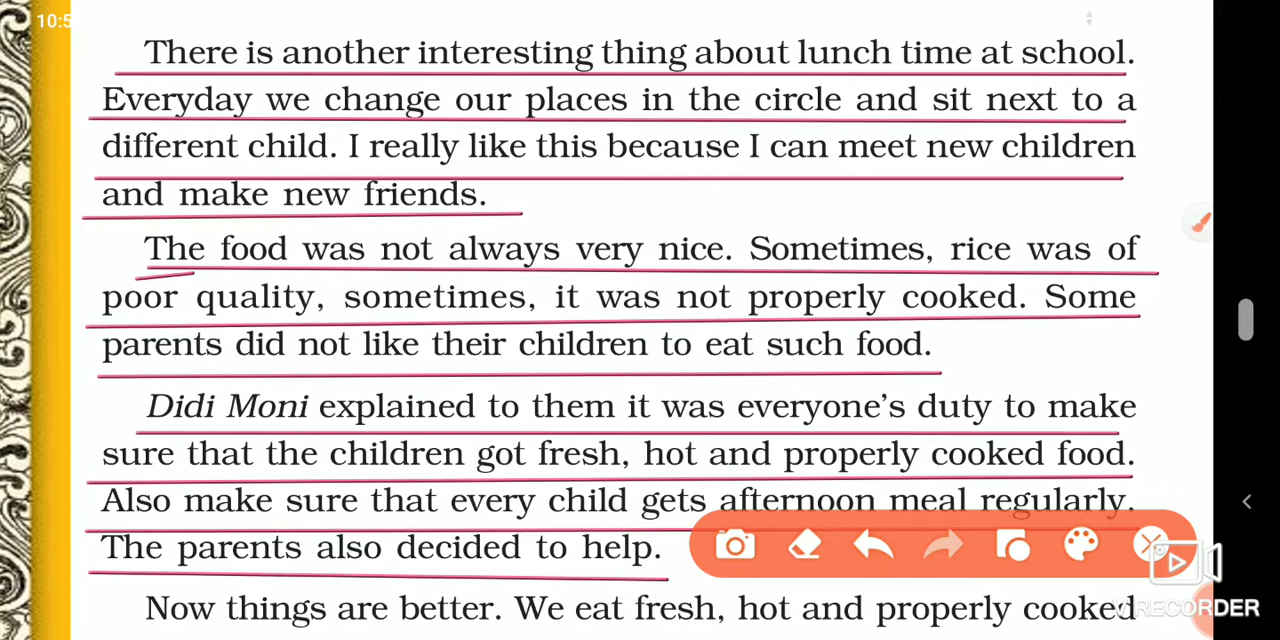 10:5
There is another interesting thing about lunch time at school.
Everyday we change our places in the circle and sit next to a
different child. I really like this because I can meet new children
and make new friends.
The food was not always very nice. Sometimes, rice was of
poor quality, sometimes, it was not properly cooked. Some
parents did not like their children to eat such food.
Didi Moni explained to them it was everyone's duty to make
sure that the children got fresh, hot and properly cooked food.
Also make sure that every child gets afternoon meal regularly.
The parents also decided to help.
Now things are better. We eat fresh, hot and properly cooked
RECORDER